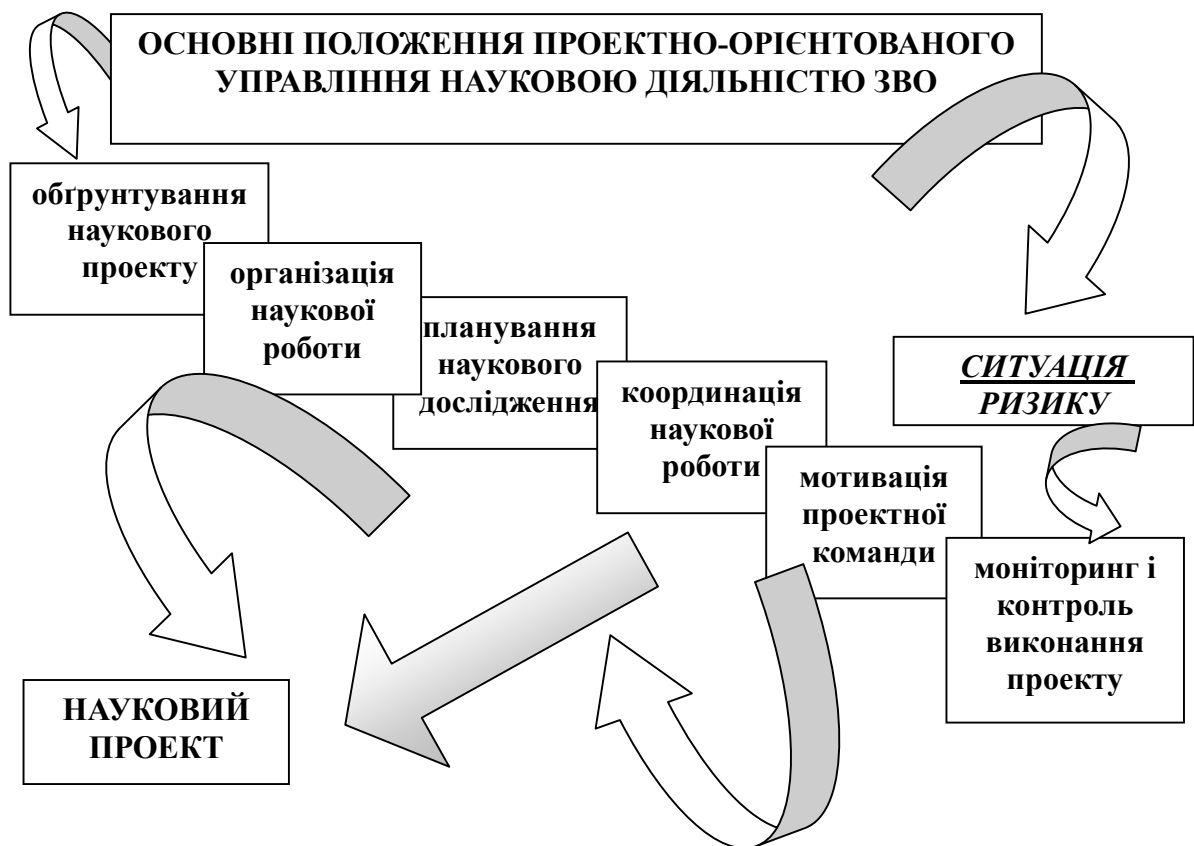 ОСНОВНІ ПОЛОЖЕННЯ ПРОЕКТНО-ОРІЄНТОВАНОГО
УПРАВЛІННЯ НАУКОВОЮ ДІЯЛЬНІСТЮ ЗВО
обґрунтування
наукового
проекту
організація
наукової
роботи
планування
наукового
дослідження
координація
наукової
роботи
мотивація
проектної
команди
СИТУАЦІЯ
РИЗИКУ
моніторинг і
контроль
виконання
проекту
НАУКОВИЙ
ПРОЕКТ